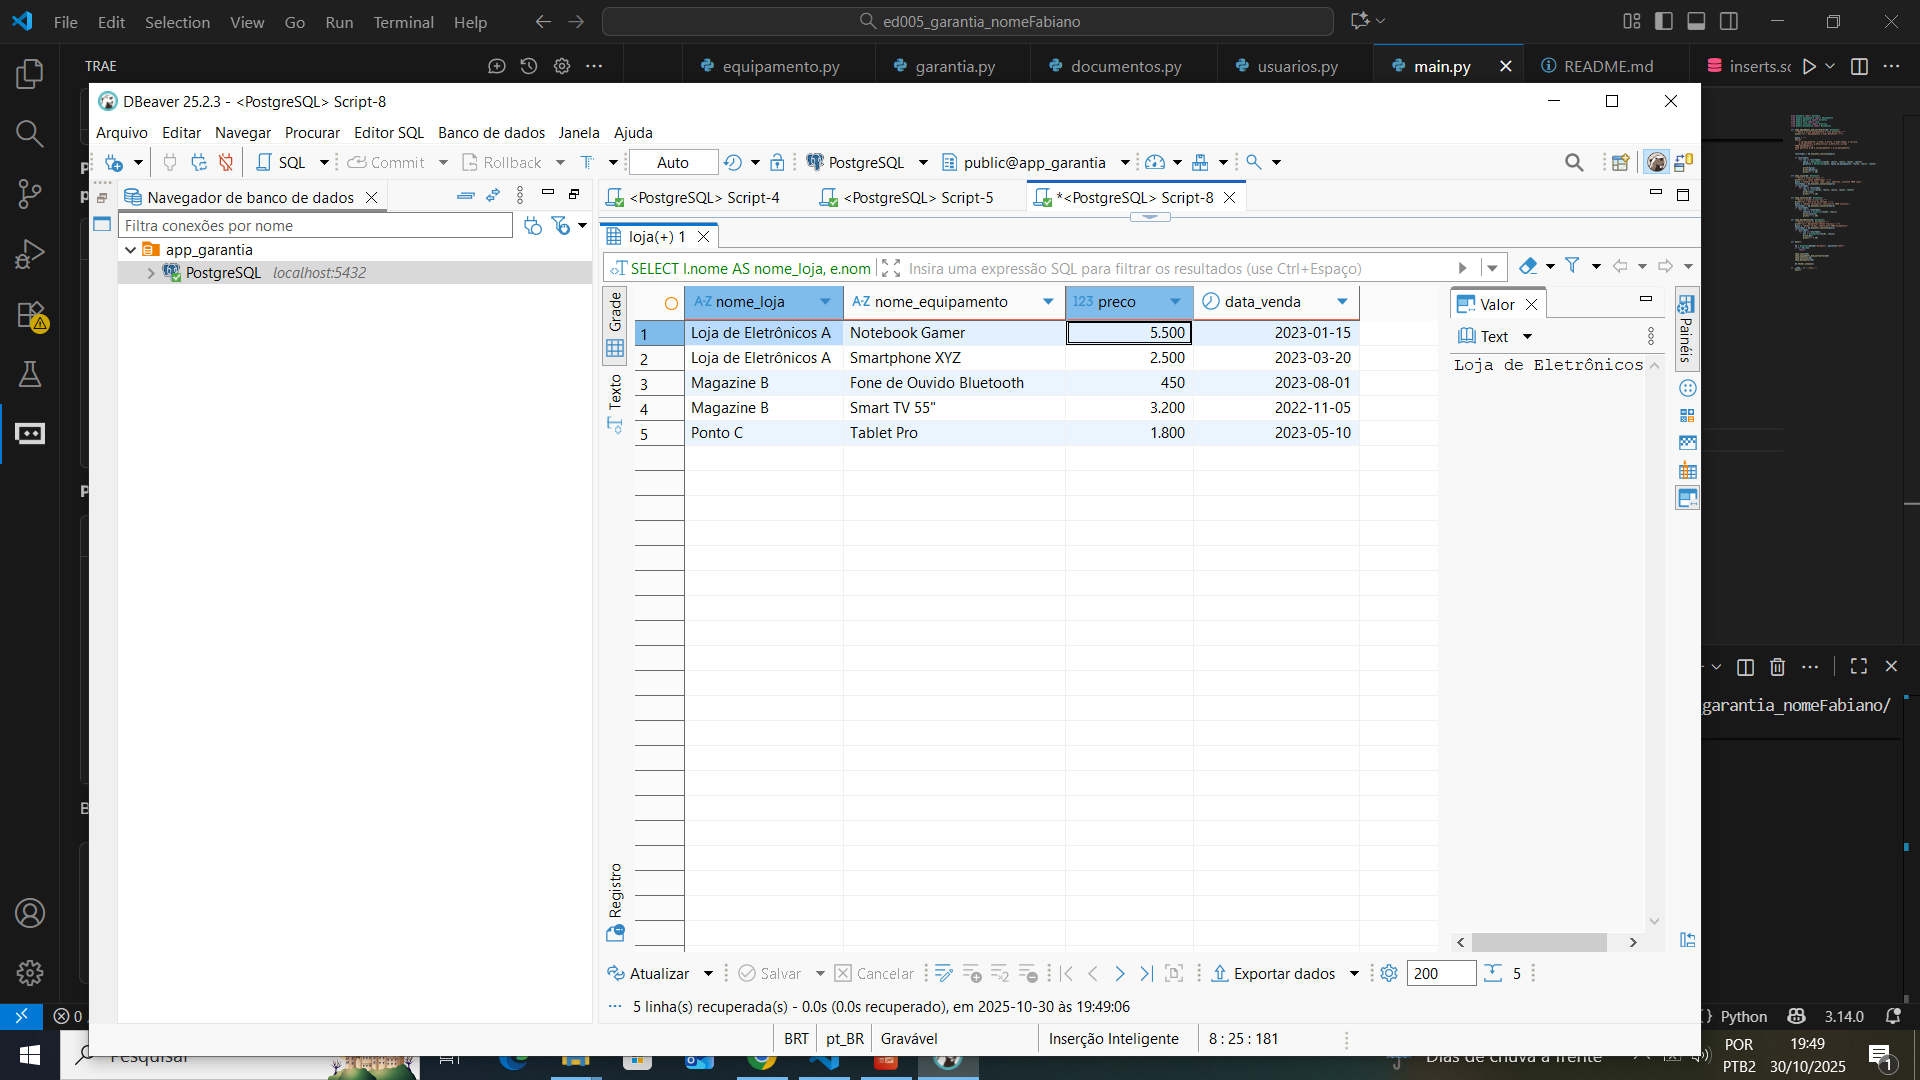 File Edit Selection View Go Run Terminal Help
ed005_garantia_nomeFabiano
TRAE
equipamento.py garantia.py documentos.py usuarios.py main.py README.md inserts.sc
DBeaver 25.2.3 - <PostgreSQL> Script-8
Arquivo Editar Navegar Procurar Editor SQL Banco de dados Janela Ajuda
SQL Commit Rollback T Auto PostgreSQL public@app_garantia
Navegador de banco de dados
<PostgreSQL> Script-4 <PostgreSQL> Script-5 *<PostgreSQL> Script-8
Filtra conexões por nome
app_garantia
PostgreSQL localhost:5432
loja(+) 1
SELECT l.nome AS nome_loja, e.nom Insira uma expressão SQL para filtrar os resultados (use Ctrl+Espaço)
Grade
Texto
Registro
A-Z nome_loja A-Z nome_equipamento 123 preco data_venda
1 Loja de Eletrônicos A Notebook Gamer 5.500 2023-01-15
2 Loja de Eletrônicos A Smartphone XYZ 2.500 2023-03-20
3 Magazine B Fone de Ouvido Bluetooth 450 2023-08-01
4 Magazine B Smart TV 55" 3.200 2022-11-05
5 Ponto C Tablet Pro 1.800 2023-05-10
Valor
Text
Loja de Eletrônicos
Painéis
_garantia_nomeFabiano/
Atualizar Salvar Cancelar Exportar dados 200 5
5 linha(s) recuperada(s) - 0.0s (0.0s recuperado), em 2025-10-30 às 19:49:06
BRT pt_BR Gravável Inserção Inteligente 8 : 25 : 181
0
Python 3.14.0
Pesquisar
Dias de chuva à frente
POR
PTB2
19:49
30/10/2025
1